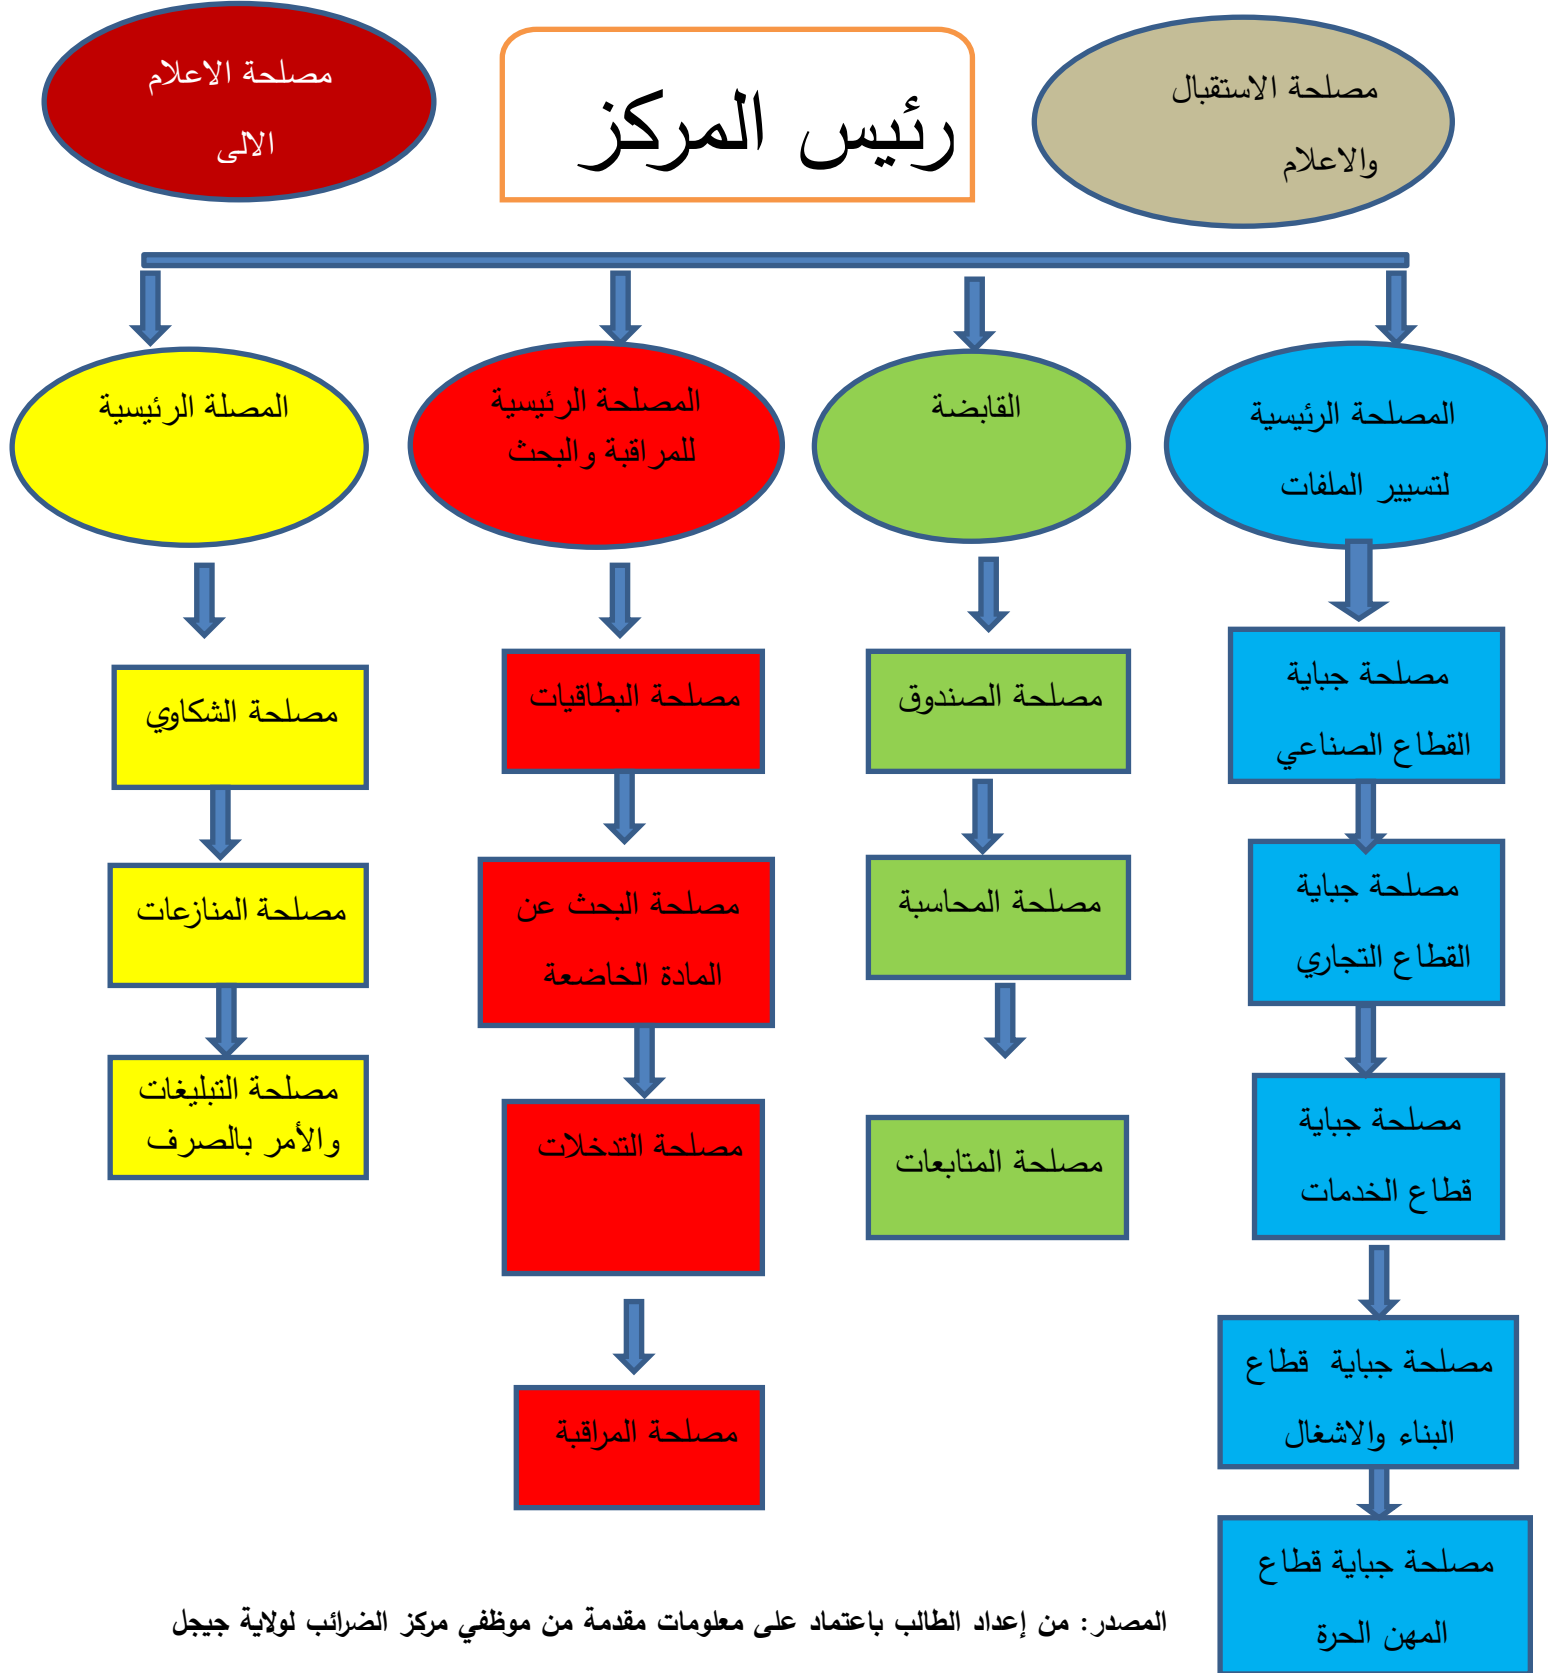 مصلحة الاستقبال
والاعلام
رئيس المركز
مصلحة الاعلام
الالى
المصلحة الرئيسية
لتسيير الملفات
القابضة
المصلحة الرئيسية
للمراقبة والبحث
المصلة الرئيسية
مصلحة جباية
القطاع الصناعي
مصلحة جباية
القطاع التجاري
مصلحة جباية
قطاع الخدمات
مصلحة جباية قطاع
البناء والاشغال
مصلحة جباية قطاع
المهن الحرة
مصلحة الصندوق
مصلحة المحاسبة
مصلحة المتابعات
مصلحة البطاقيات
مصلحة البحث عن
المادة الخاضعة
مصلحة التدخلات
مصلحة المراقبة
مصلحة الشكاوي
مصلحة المنازعات
مصلحة التبليغات
والأمر بالصرف
المصدر: من إعداد الطالب باعتماد على معلومات مقدمة من موظفي مركز الضرائب لولاية جيجل